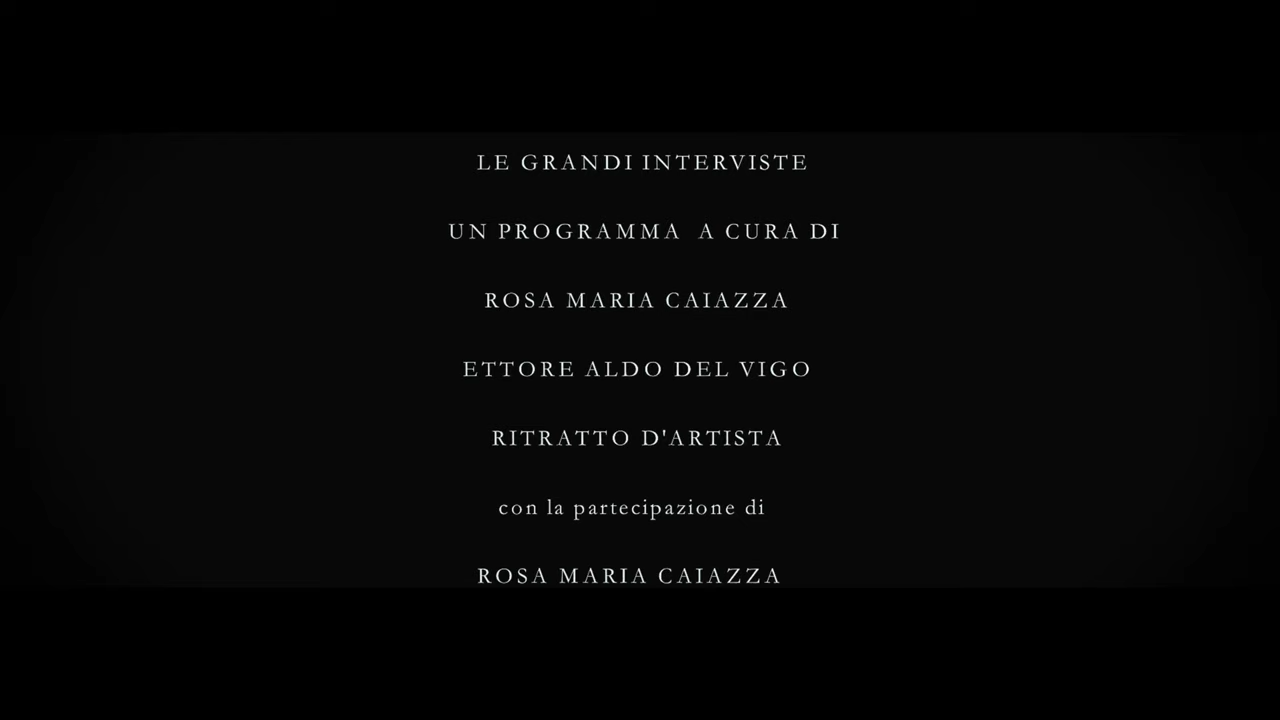 LE GRANDI INTERVISTE
UN PROGRAMMA A CURA DI
ROSA MARIA CAIAZZA
ETTORE ALDO DEL VIGO
RITRATTO D'ARTISTA
con la partecipazione di
ROSA MARIA CAIAZZA